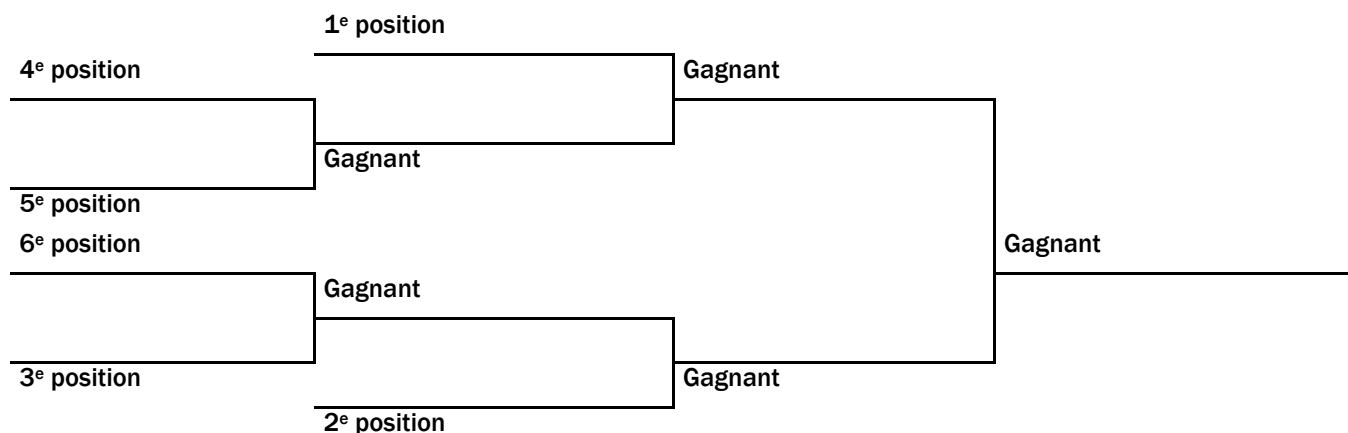 1e position
4e position
Gagnant
Gagnant
5e position
6e position
Gagnant
Gagnant
3e position
Gagnant
2e position